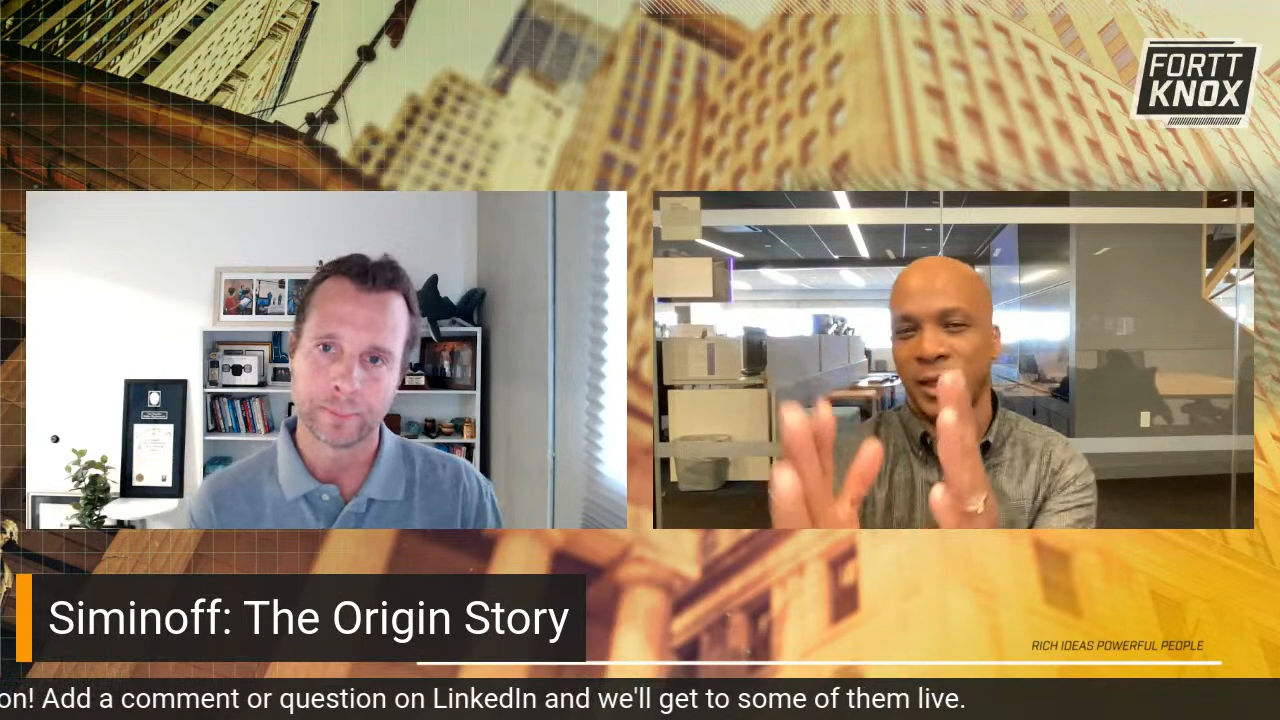 FORTT
KNOX
Siminoff: The Origin Story
RICH IDEAS POWERFUL PEOPLE
on! Add a comment or question on LinkedIn and we'll get to some of them live.